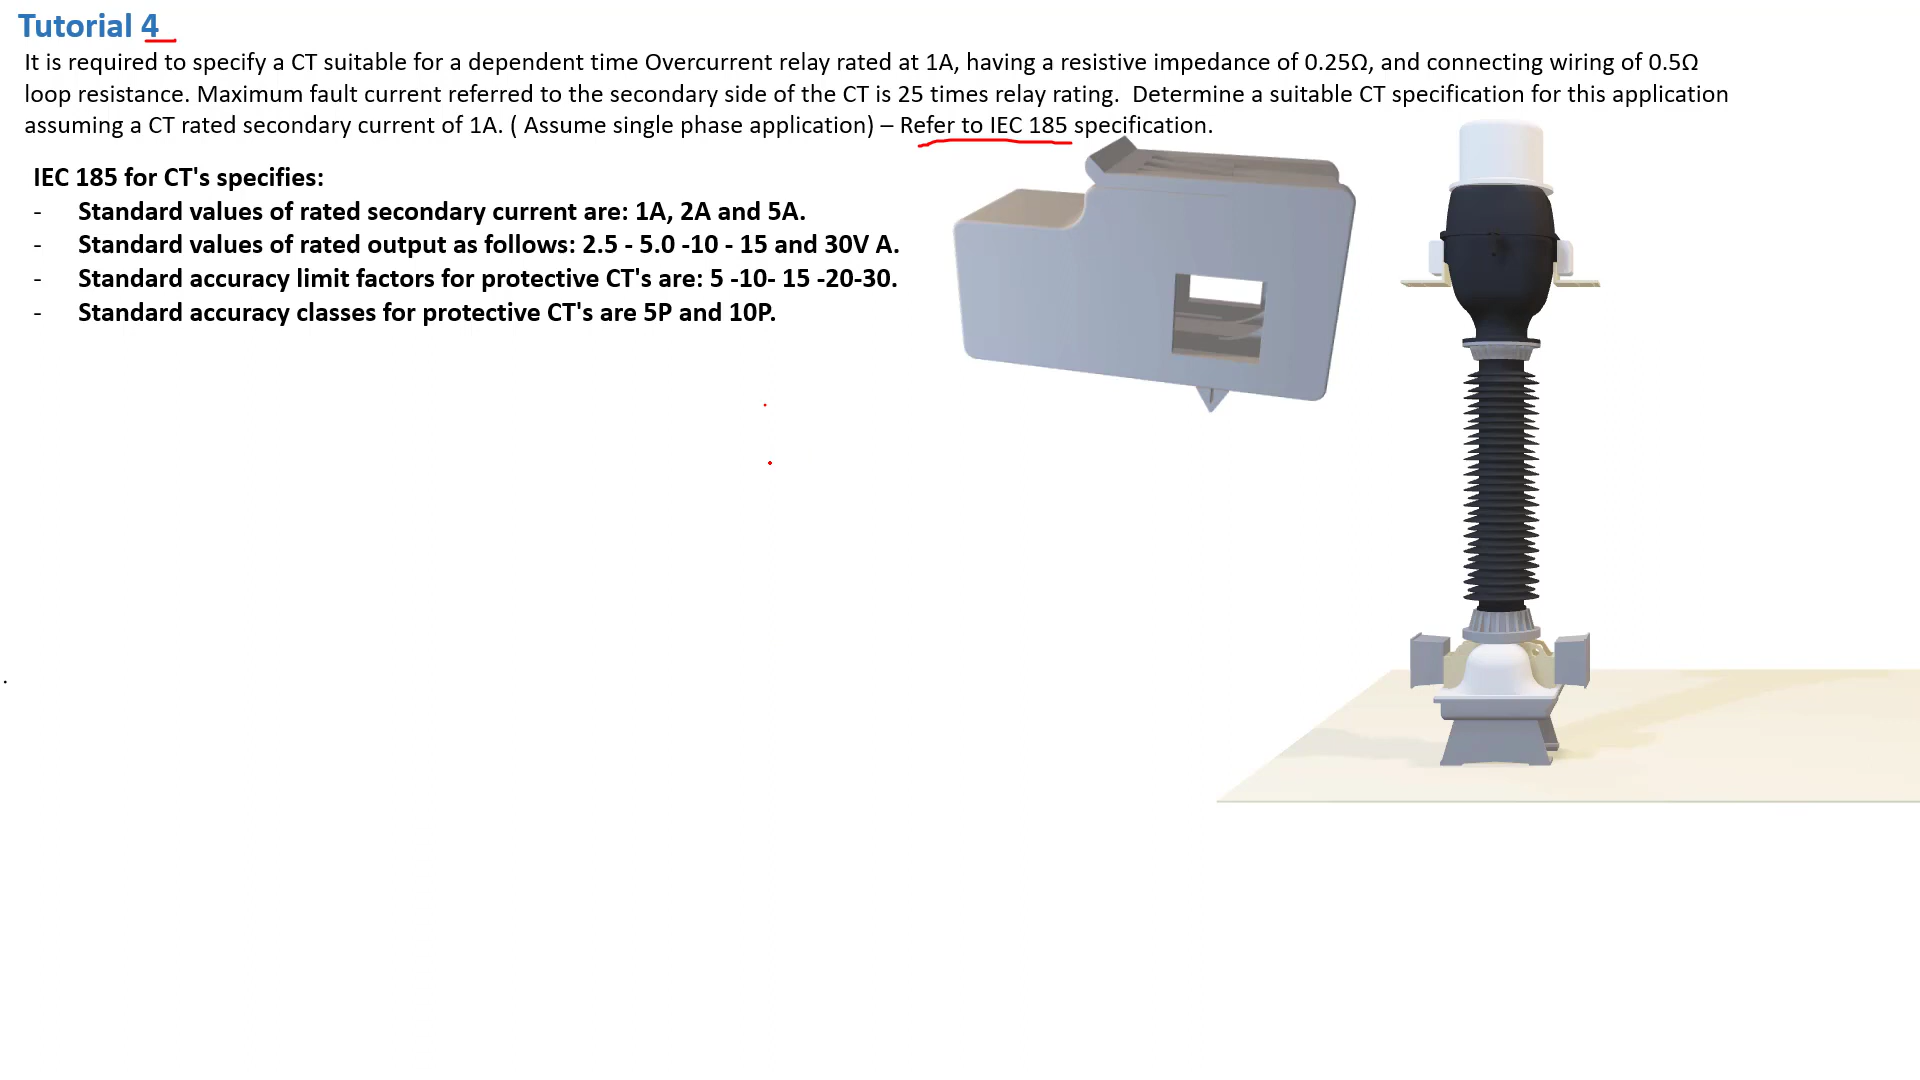 Tutorial 4
It is required to specify a CT suitable for a dependent time Overcurrent relay rated at 1A, having a resistive impedance of 0.25Ω, and connecting wiring of 0.5Ω
loop resistance. Maximum fault current referred to the secondary side of the CT is 25 times relay rating.  Determine a suitable CT specification for this application
assuming a CT rated secondary current of 1A. ( Assume single phase application) – Refer to IEC 185 specification.
IEC 185 for CT's specifies:
- Standard values of rated secondary current are: 1A, 2A and 5A.
- Standard values of rated output as follows: 2.5 - 5.0 -10 - 15 and 30V A.
- Standard accuracy limit factors for protective CT's are: 5 -10- 15 -20-30.
- Standard accuracy classes for protective CT's are 5P and 10P.